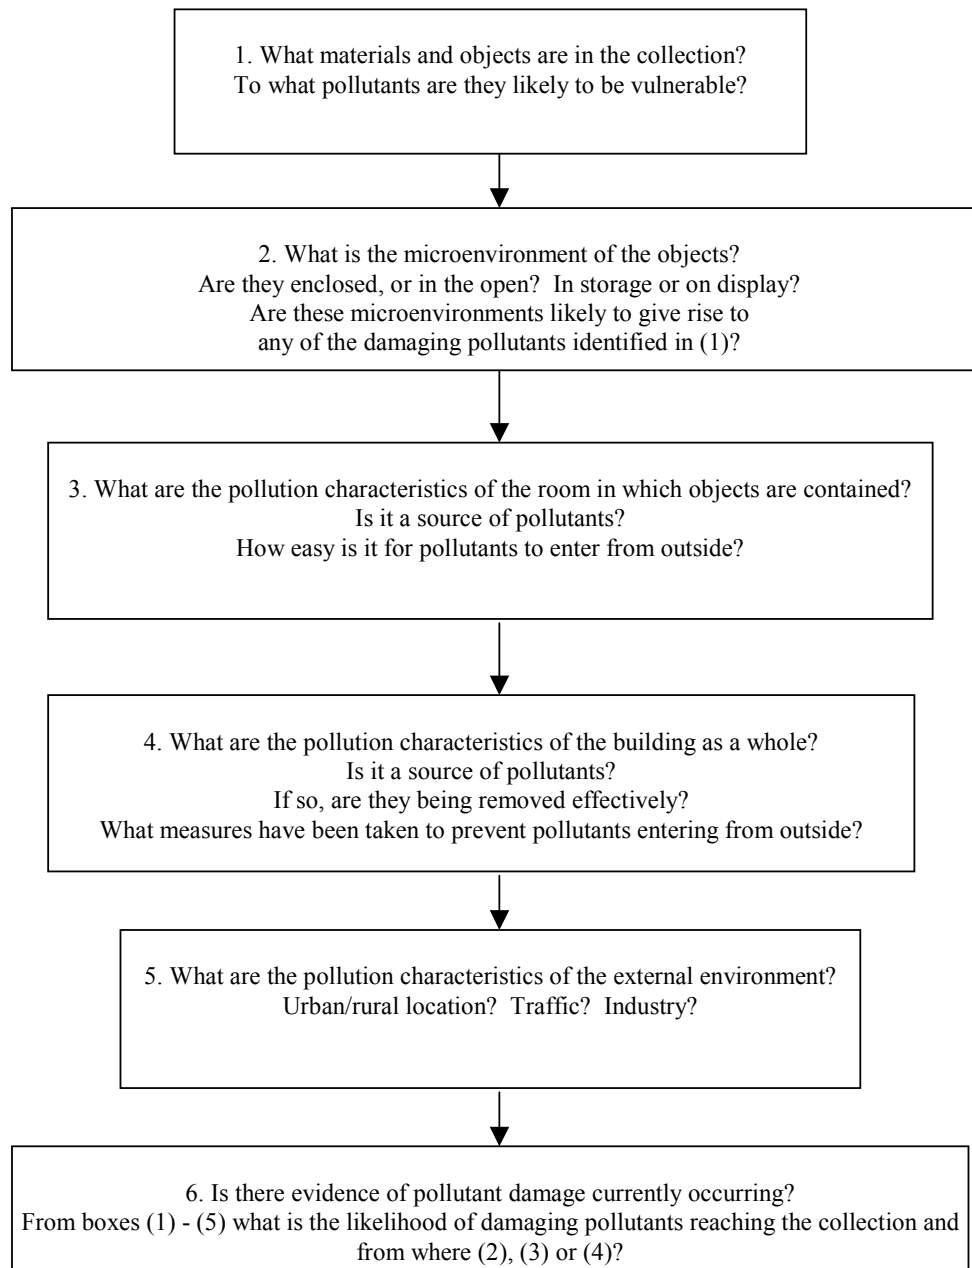 1. What materials and objects are in the collection?
To what pollutants are they likely to be vulnerable?
2. What is the microenvironment of the objects?
Are they enclosed, or in the open?  In storage or on display?
Are these microenvironments likely to give rise to
any of the damaging pollutants identified in (1)?
3. What are the pollution characteristics of the room in which objects are contained?
Is it a source of pollutants?
How easy is it for pollutants to enter from outside?
4. What are the pollution characteristics of the building as a whole?
Is it a source of pollutants?
If so, are they being removed effectively?
What measures have been taken to prevent pollutants entering from outside?
5. What are the pollution characteristics of the external environment?
Urban/rural location?  Traffic?  Industry?
6. Is there evidence of pollutant damage currently occurring?
From boxes (1) - (5) what is the likelihood of damaging pollutants reaching the collection and
from where (2), (3) or (4)?